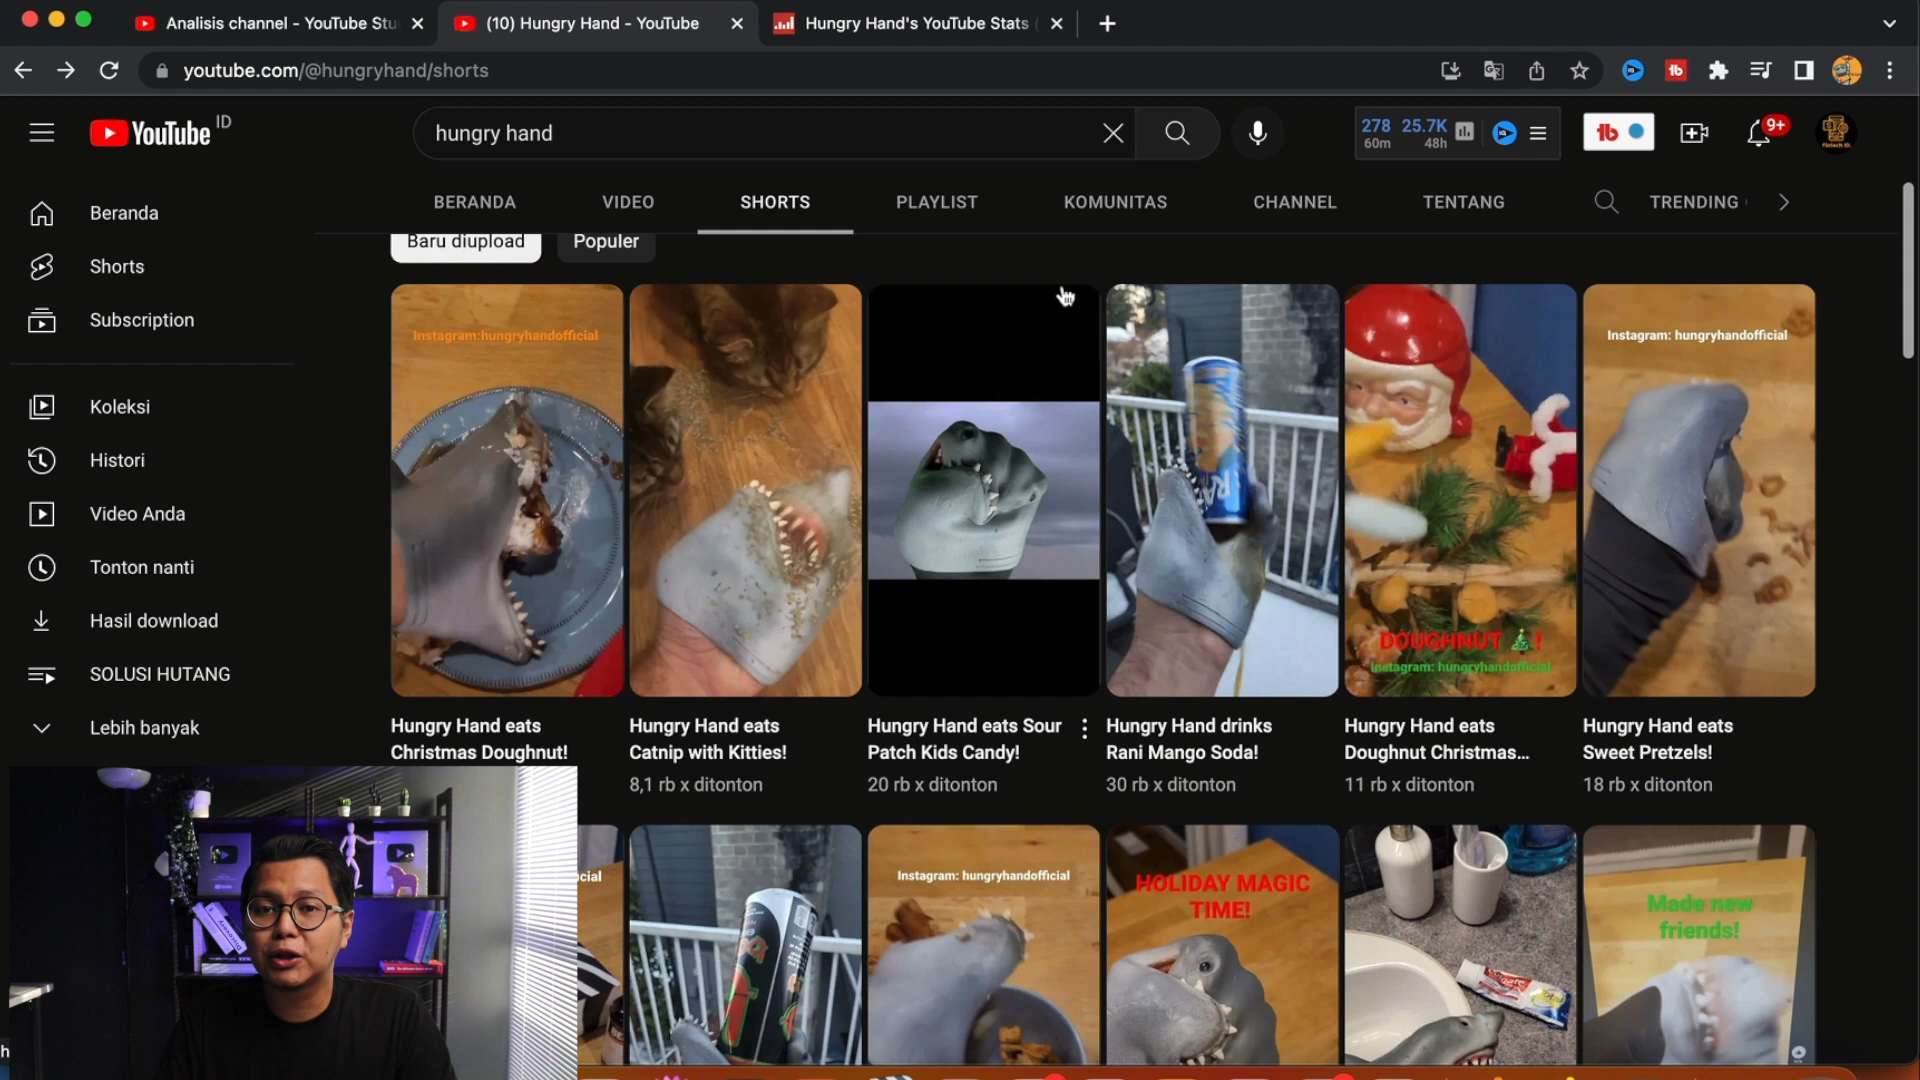 Analisis channel - YouTube Stu
(10) Hungry Hand - YouTube
Hungry Hand's YouTube Stats (
youtube.com/@hungryhand/shorts
YouTube ID
hungry hand
278 25.7K
60m 48h
9+
BERANDA
VIDEO
SHORTS
PLAYLIST
KOMUNITAS
CHANNEL
TENTANG
TRENDING
Baru diupload
Populer
Beranda
Shorts
Subscription
Koleksi
Histori
Video Anda
Tonton nanti
Hasil download
SOLUSI HUTANG
Lebih banyak
Instagram:hungryhandofficial
DOUGHNUT 🎄!
Instagram: hungryhandofficial
Instagram: hungryhandofficial
Hungry Hand eats
Christmas Doughnut!
Hungry Hand eats
Catnip with Kitties!
8,1 rb x ditonton
Hungry Hand eats Sour
Patch Kids Candy!
20 rb x ditonton
Hungry Hand drinks
Rani Mango Soda!
30 rb x ditonton
Hungry Hand eats
Doughnut Christmas...
11 rb x ditonton
Hungry Hand eats
Sweet Pretzels!
18 rb x ditonton
cial
Instagram: hungryhandofficial
HOLIDAY MAGIC
TIME!
Colgate
Made new
friends!